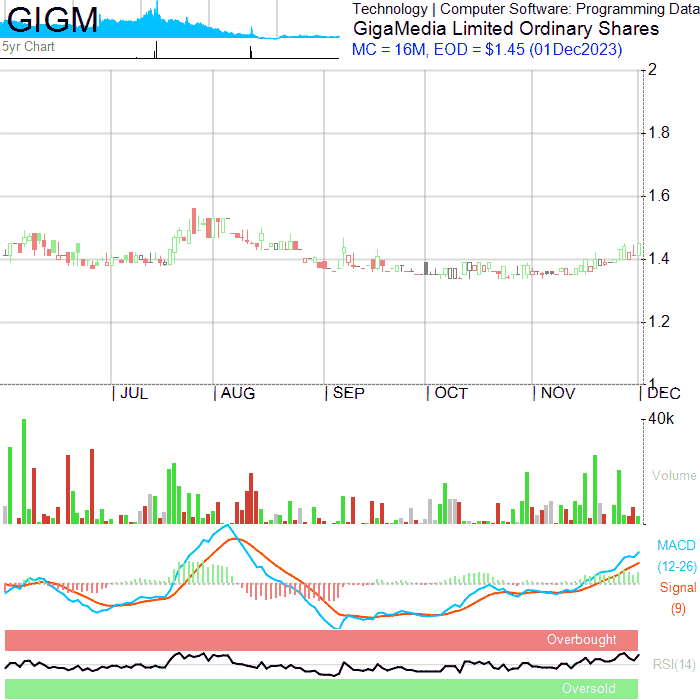 GIGM
5yr Chart
Technology | Computer Software: Programming Data
GigaMedia Limited Ordinary Shares
MC = 16M, EOD = $1.45 (01Dec2023)
2
1.8
1.6
1.4
1.2
1
| JUL | AUG | SEP | OCT | NOV | DEC
40k
Volume
MACD
(12-26)
Signal
(9)
Overbought
RSI(14)
Oversold